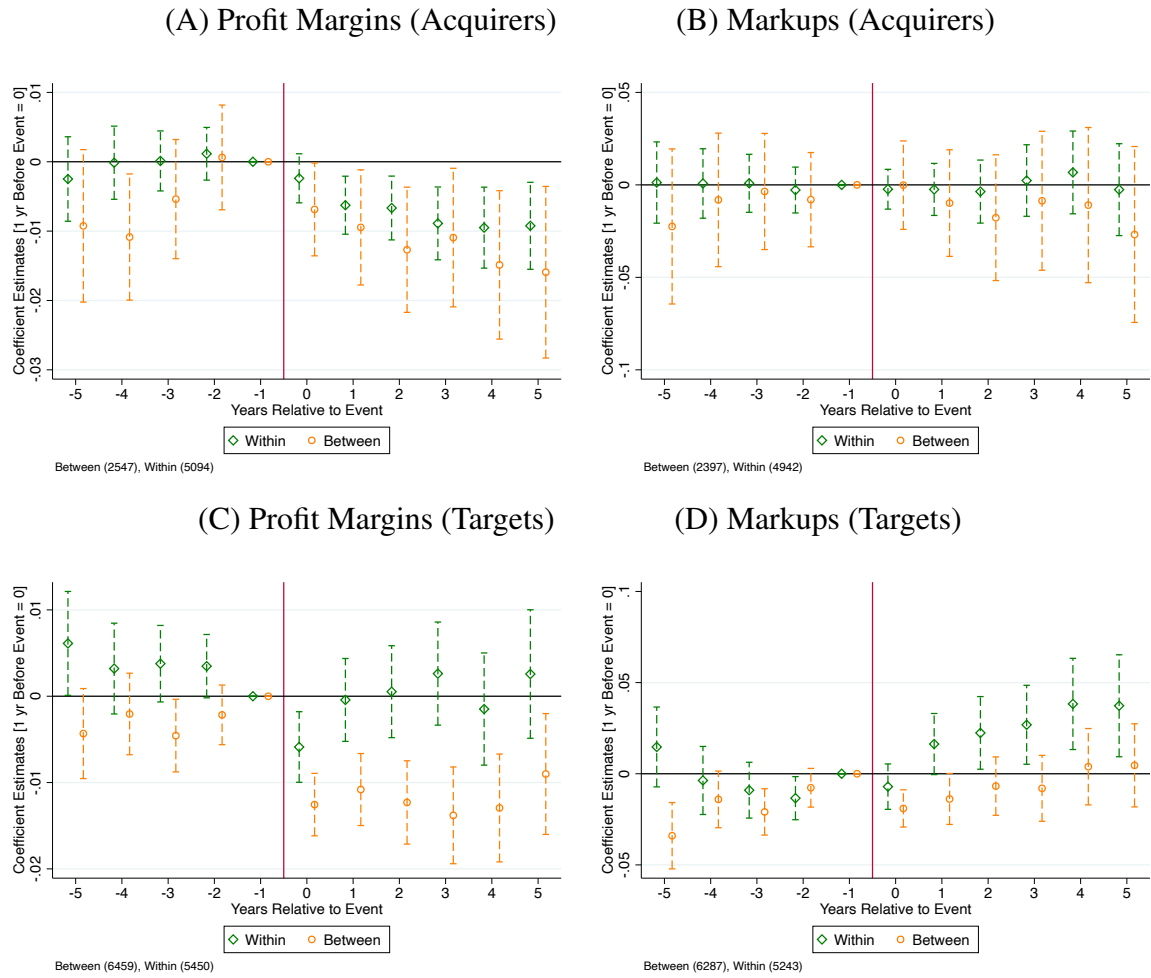 (A) Profit Margins (Acquirers)
Coefficient Estimates [1 yr Before Event = 0]
.01
0
-.01
-.02
-.03
-5 -4 -3 -2 -1 0 1 2 3 4 5
Years Relative to Event
Within Between
Between (2547), Within (5094)
(B) Markups (Acquirers)
Coefficient Estimates [1 yr Before Event = 0]
.05
0
-.05
-.1
-5 -4 -3 -2 -1 0 1 2 3 4 5
Years Relative to Event
Within Between
Between (2397), Within (4942)
(C) Profit Margins (Targets)
Coefficient Estimates [1 yr Before Event = 0]
.01
0
-.01
-.02
-5 -4 -3 -2 -1 0 1 2 3 4 5
Years Relative to Event
Within Between
Between (6459), Within (5450)
(D) Markups (Targets)
Coefficient Estimates [1 yr Before Event = 0]
.1
.05
0
-.05
-5 -4 -3 -2 -1 0 1 2 3 4 5
Years Relative to Event
Within Between
Between (6287), Within (5243)